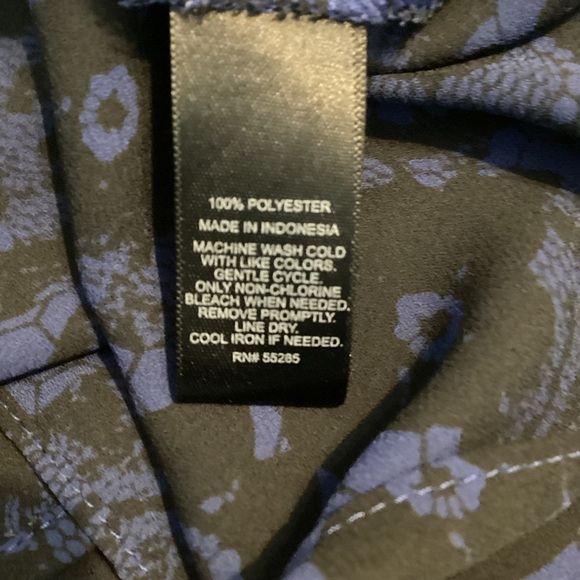 100% POLYESTER
MADE IN INDONESIA
MACHINE WASH COLD
WITH LIKE COLORS.
GENTLE CYCLE.
ONLY NON-CHLORINE
BLEACH WHEN NEEDED.
REMOVE PROMPTLY.
LINE DRY.
COOL IRON IF NEEDED.
RN# 55285